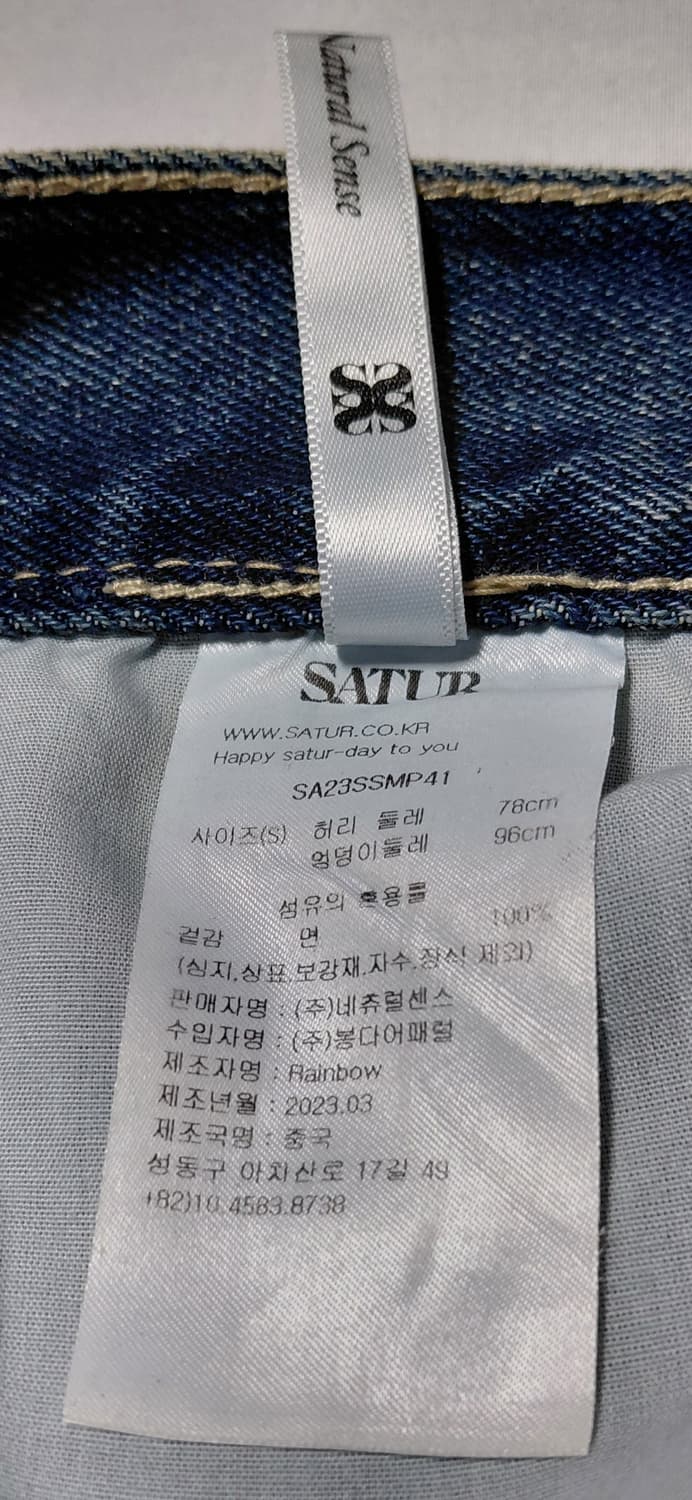 Natural Sense
SATUR
WWW.SATUR.CO.KR
Happy satur-day to you
SA23SSMP41
사이즈(S) 허리 둘레 78cm
엉덩이둘레 96cm
섬유의 혼용률
겉감 면 100%
(심지,상표,보강재,자수,장식 제외)
판매자명 : (주)네츄럴센스
수입자명 : (주)봉다어패럴
제조자명 : Rainbow
제조년월 : 2023.03
제조국명 : 중국
성동구 아차산로 17길 49
+82)10.4583.8738